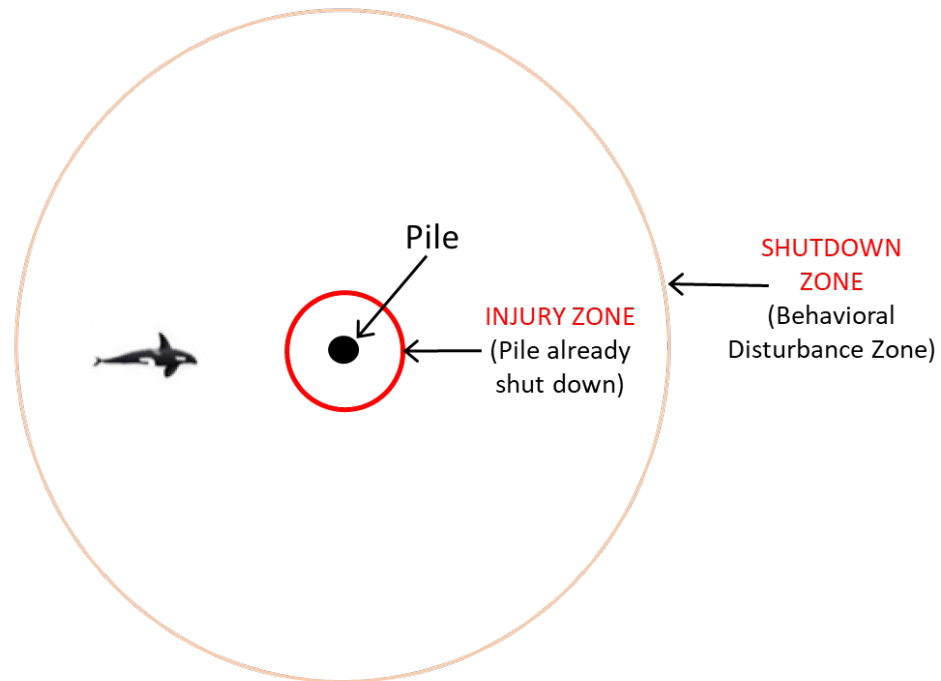 Pile
SHUTDOWN
ZONE
(Behavioral
Disturbance Zone)
INJURY ZONE
(Pile already
shut down)